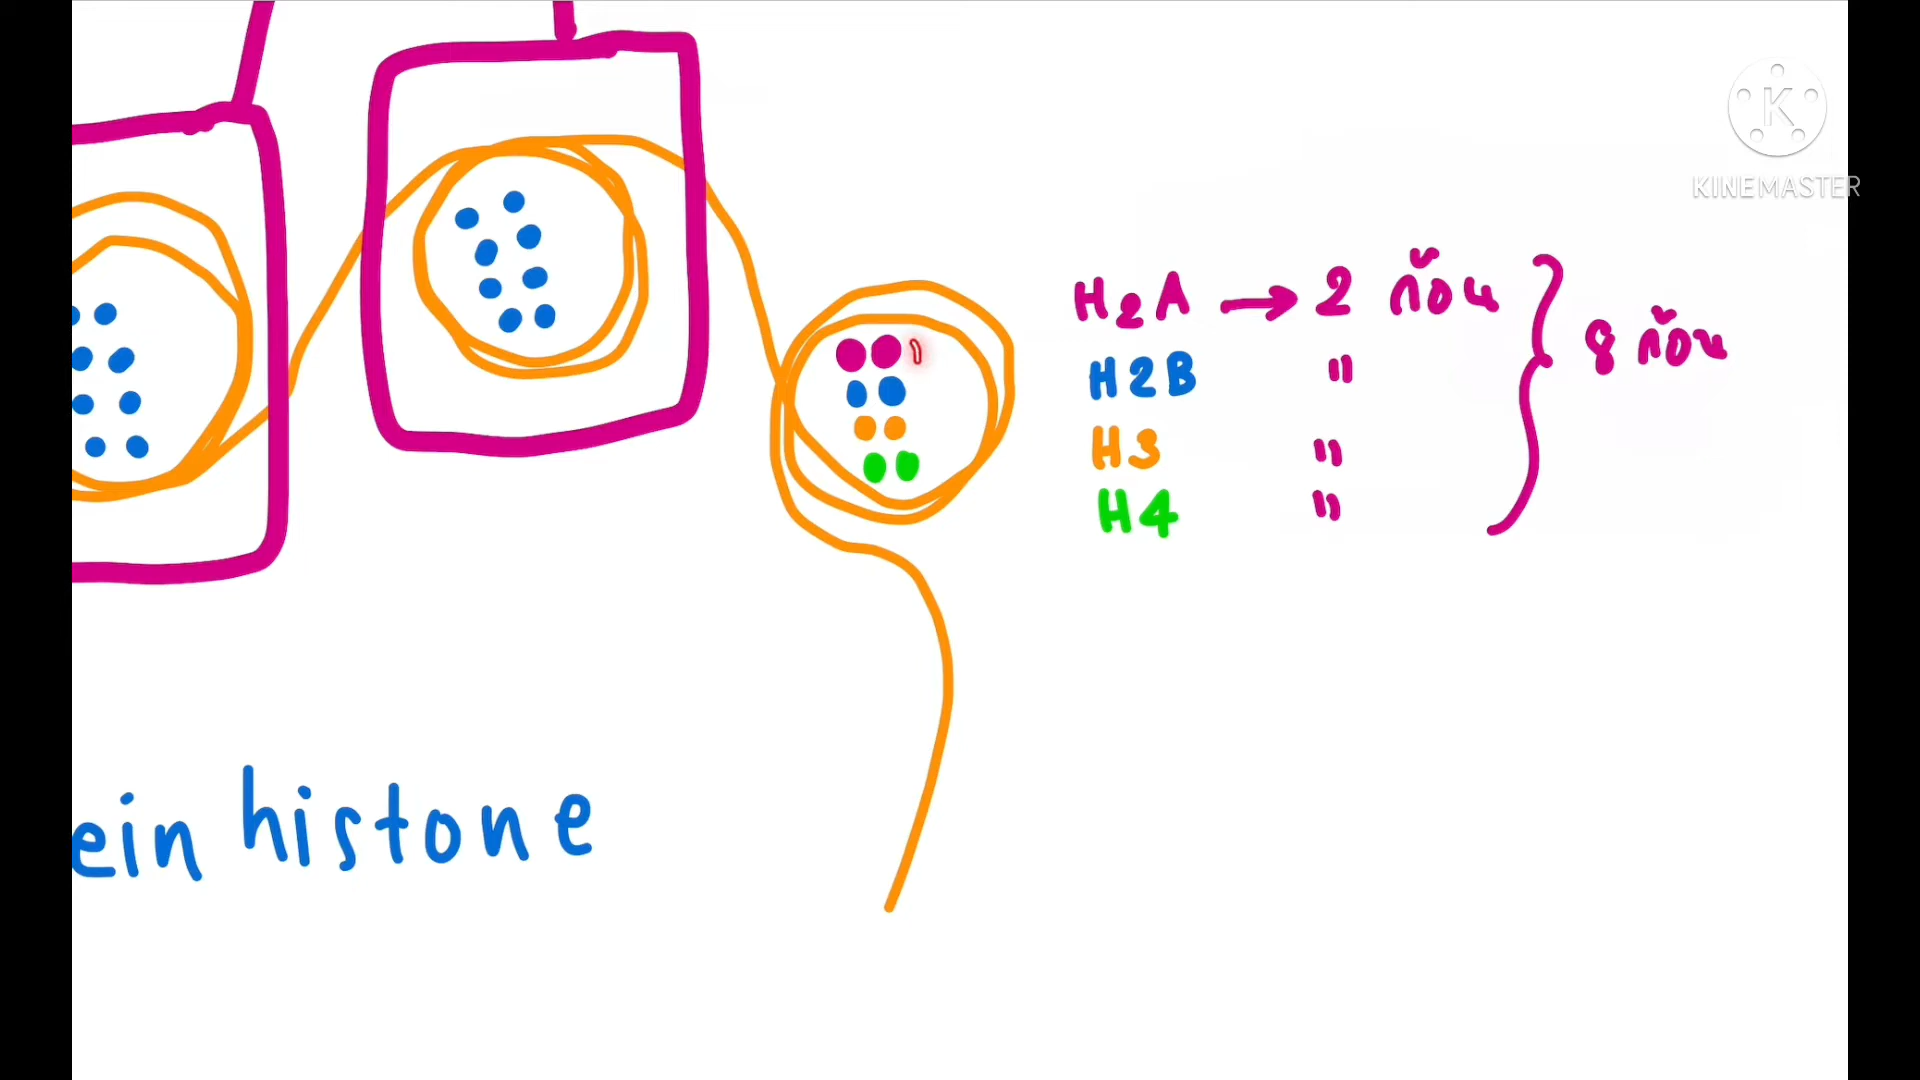 K
KINEMASTER
H2A → 2 ก้อน
H2B "
H3 "
H4 "
8 ก้อน
ein histone